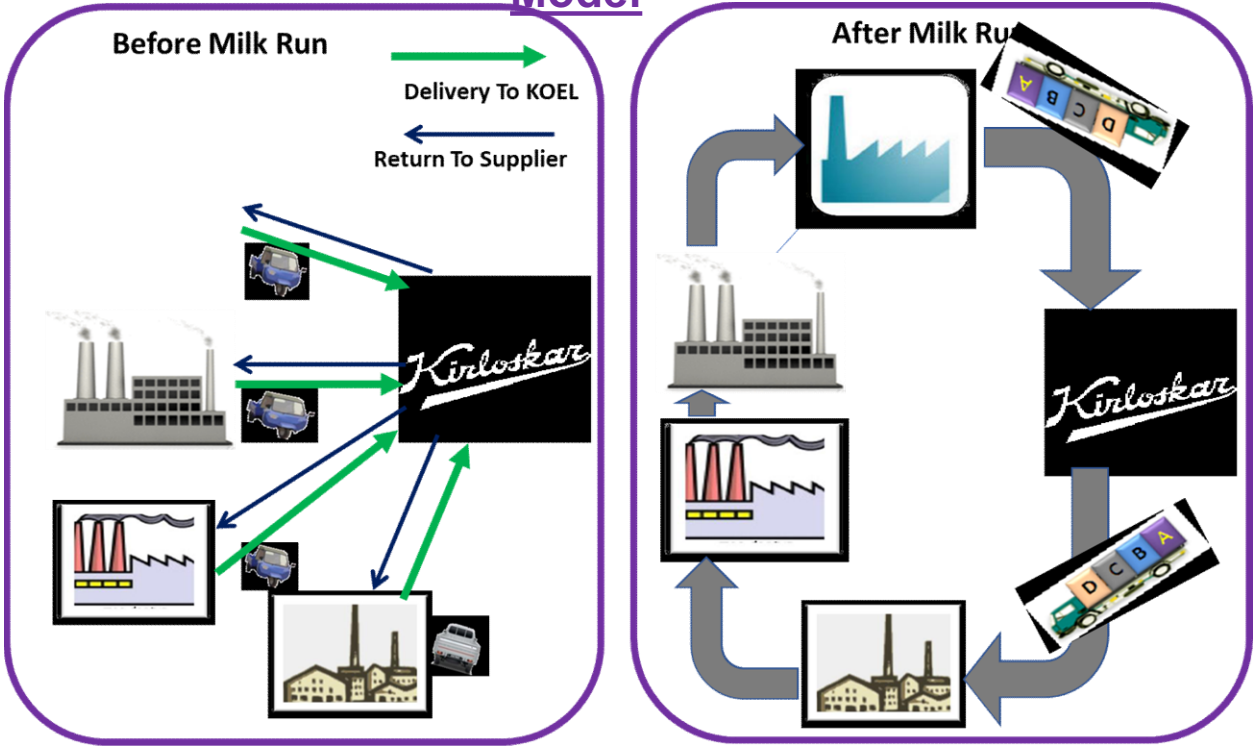 Model
Before Milk Run
Delivery To KOEL
Return To Supplier
Kirloskar
After Milk Ru
A B C D
Kirloskar
D C B A